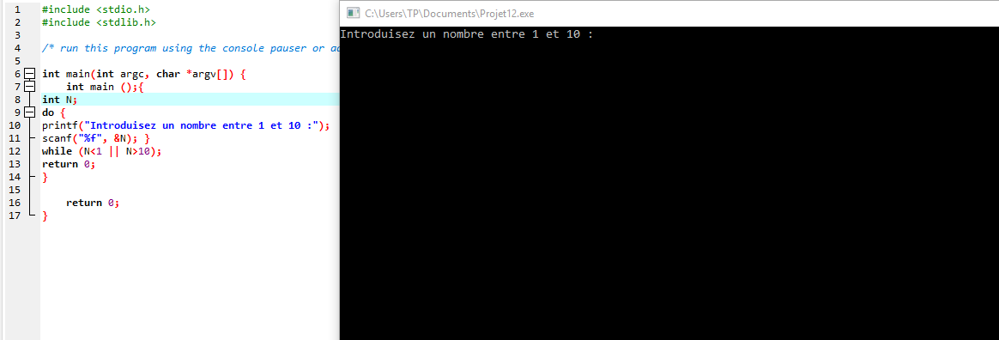 1 #include <stdio.h>
2 #include <stdlib.h>
3
4 /* run this program using the console pauser or
5
6 int main(int argc, char *argv[]) {
7 int main ();{
8 int N;
9 do {
10 printf("Introduisez un nombre entre 1 et 10 :");
11 scanf("%f", &N); }
12 while (N<1 || N>10);
13 return 0;
14 }
15
16 return 0;
17 }
C:\Users\TP\Documents\Projet12.exe
Introduisez un nombre entre 1 et 10 :